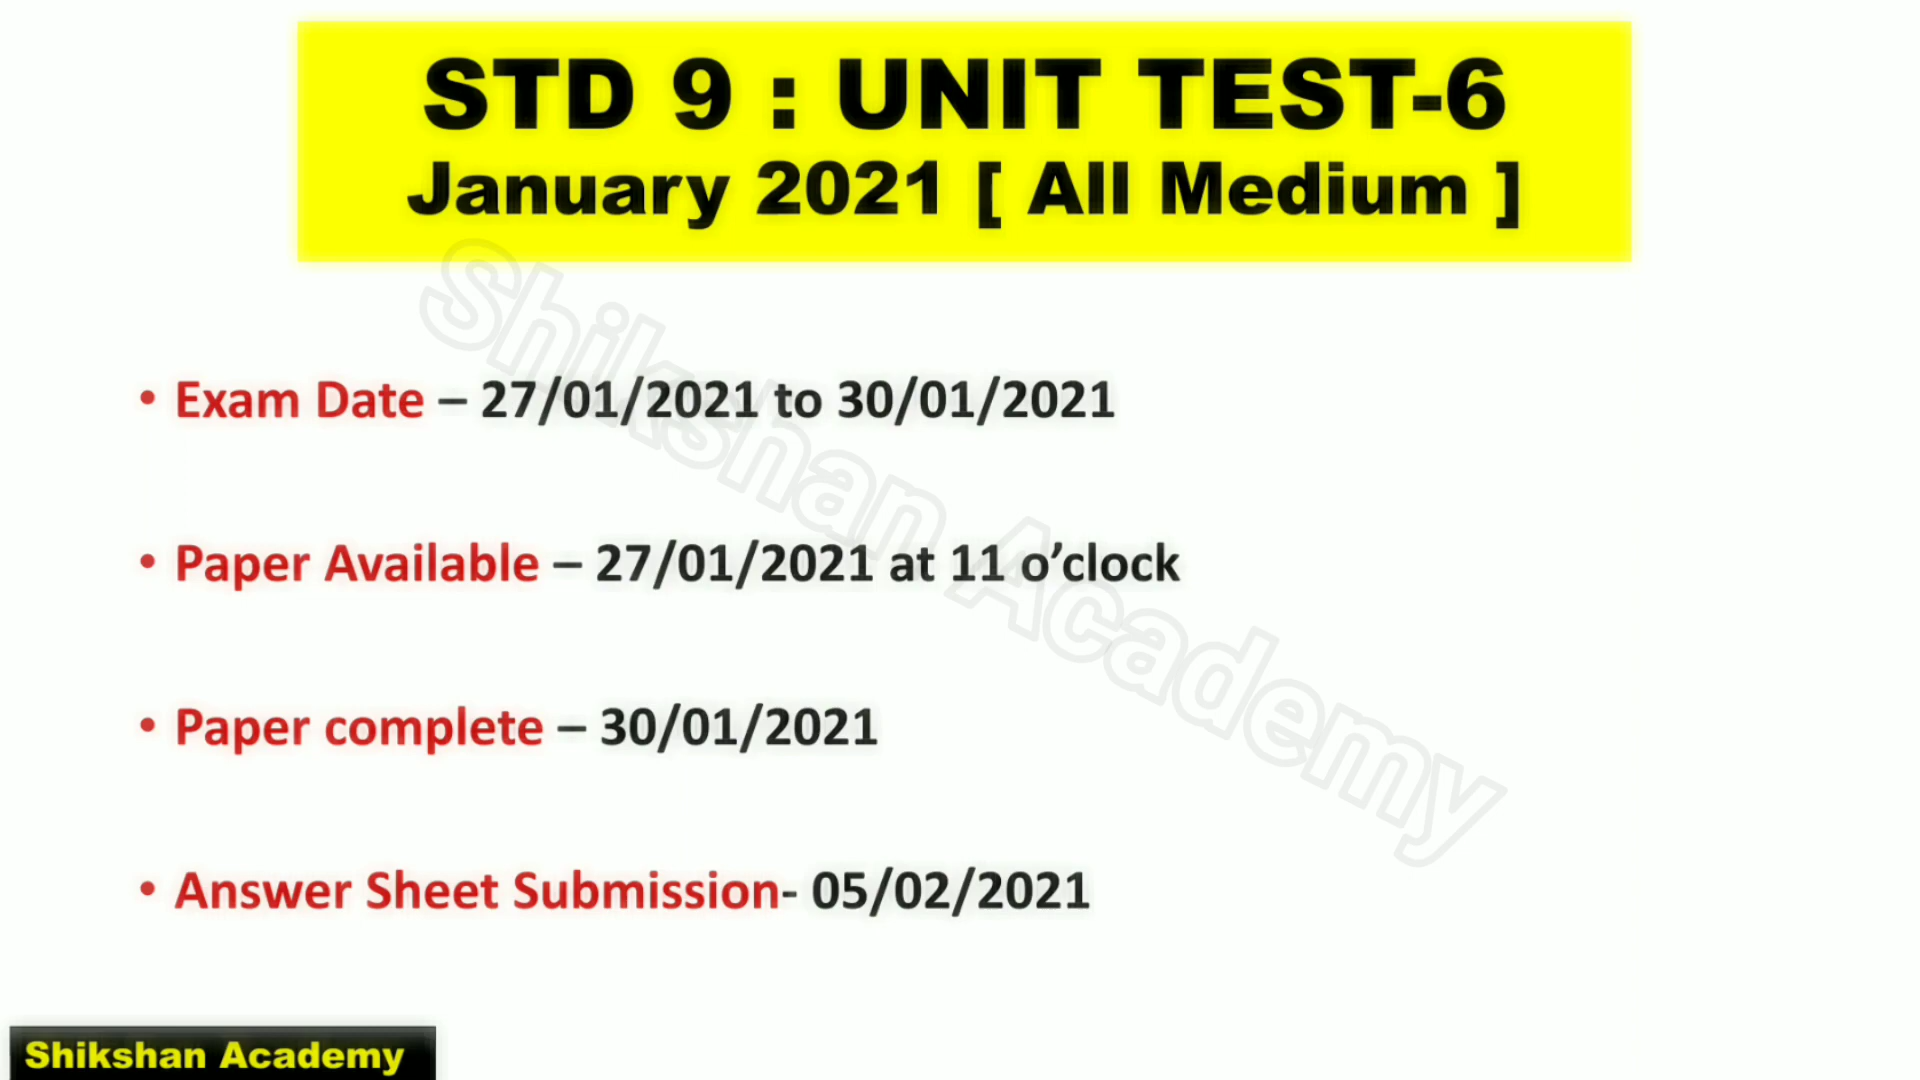 STD 9 : UNIT TEST-6
January 2021 [ All Medium ]
• Exam Date – 27/01/2021 to 30/01/2021
• Paper Available – 27/01/2021 at 11 o’clock
• Paper complete – 30/01/2021
• Answer Sheet Submission- 05/02/2021
Shikshan Academy
Shikshan Academy